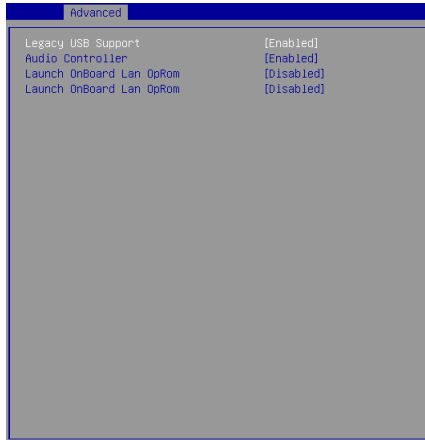 Advanced
Legacy USB Support [Enabled]
Audio Controller [Enabled]
Launch OnBoard Lan OpRom [Disabled]
Launch OnBoard Lan OpRom [Disabled]